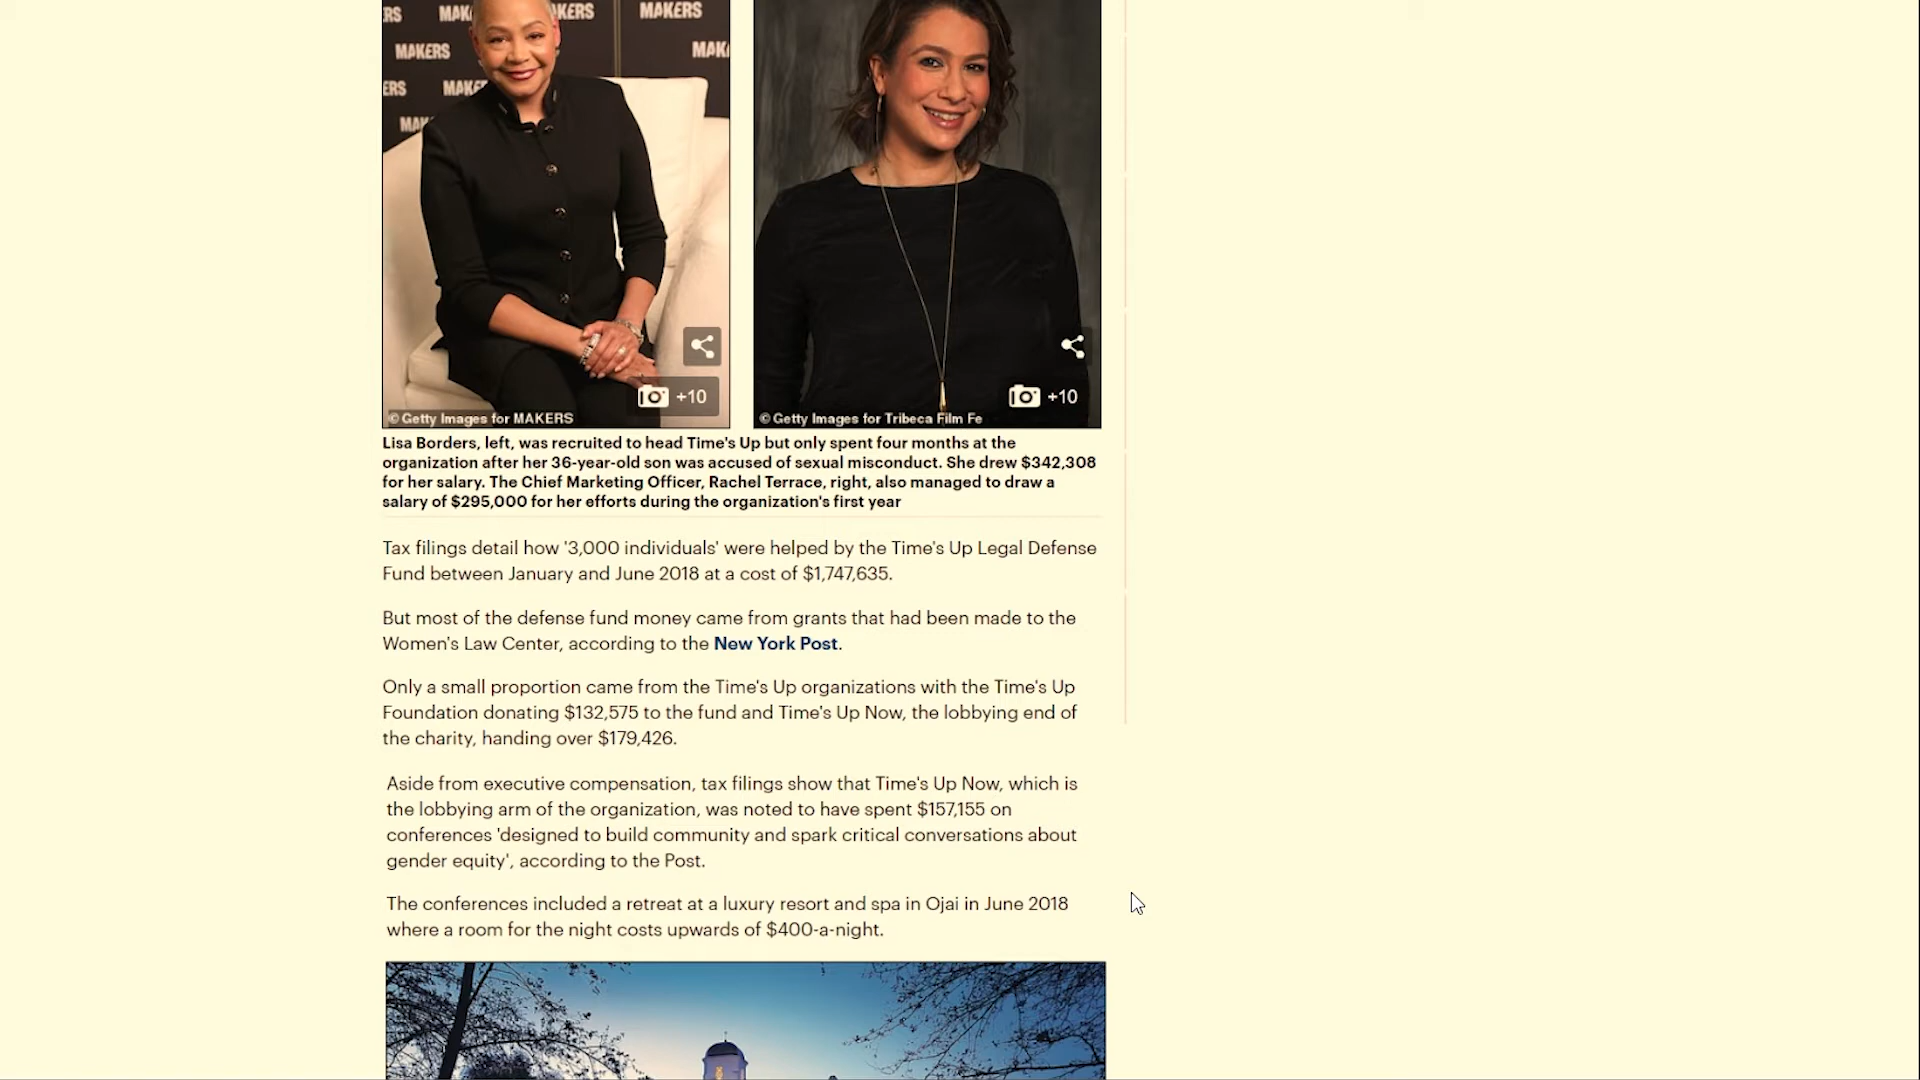 MAKERS
MAKERS
Getty Images for MAKERS
+10
Getty Images for Tribeca Film Fe
+10
Lisa Borders, left, was recruited to head Time's Up but only spent four months at the
organization after her 36-year-old son was accused of sexual misconduct. She drew $342,308
for her salary. The Chief Marketing Officer, Rachel Terrace, right, also managed to draw a
salary of $295,000 for her efforts during the organization's first year
Tax filings detail how '3,000 individuals' were helped by the Time's Up Legal Defense
Fund between January and June 2018 at a cost of $1,747,635.
But most of the defense fund money came from grants that had been made to the
Women's Law Center, according to the New York Post.
Only a small proportion came from the Time's Up organizations with the Time's Up
Foundation donating $132,575 to the fund and Time's Up Now, the lobbying end of
the charity, handing over $179,426.
Aside from executive compensation, tax filings show that Time's Up Now, which is
the lobbying arm of the organization, was noted to have spent $157,155 on
conferences 'designed to build community and spark critical conversations about
gender equity', according to the Post.
The conferences included a retreat at a luxury resort and spa in Ojai in June 2018
where a room for the night costs upwards of $400-a-night.